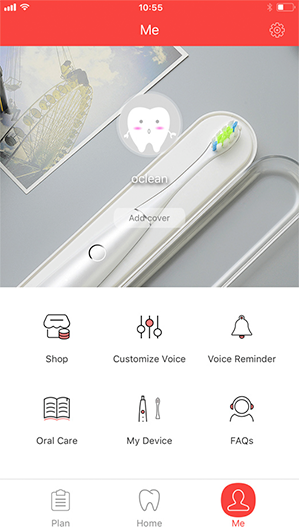 10:55
Me
oclean
Add cover
Shop
Customize Voice
Voice Reminder
Oral Care
My Device
FAQs
Plan
Home
Me